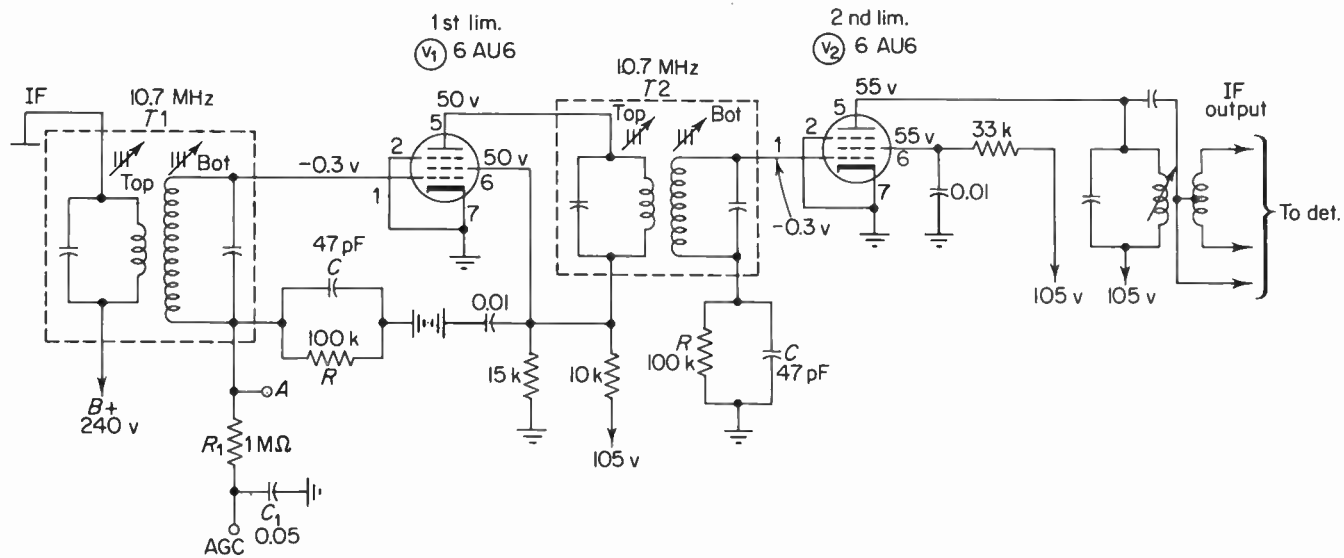 1st lim.
V1 6 AU6
2nd lim.
V2 6 AU6
IF
10.7 MHz
T1
Top
Bot
-0.3 v
50 v
5
2
1
50 v
6
7
10.7 MHz
T2
Top
Bot
1
-0.3 v
55 v
5
2
55 v
6
7
33 k
0.01
105 v
105 v
IF
output
To det.
47 pF
C
100 k
R
0.01
15 k
10 k
105 v
R
100 k
C
47 pF
B+
240 v
A
R1
1 MΩ
C1
0.05
AGC